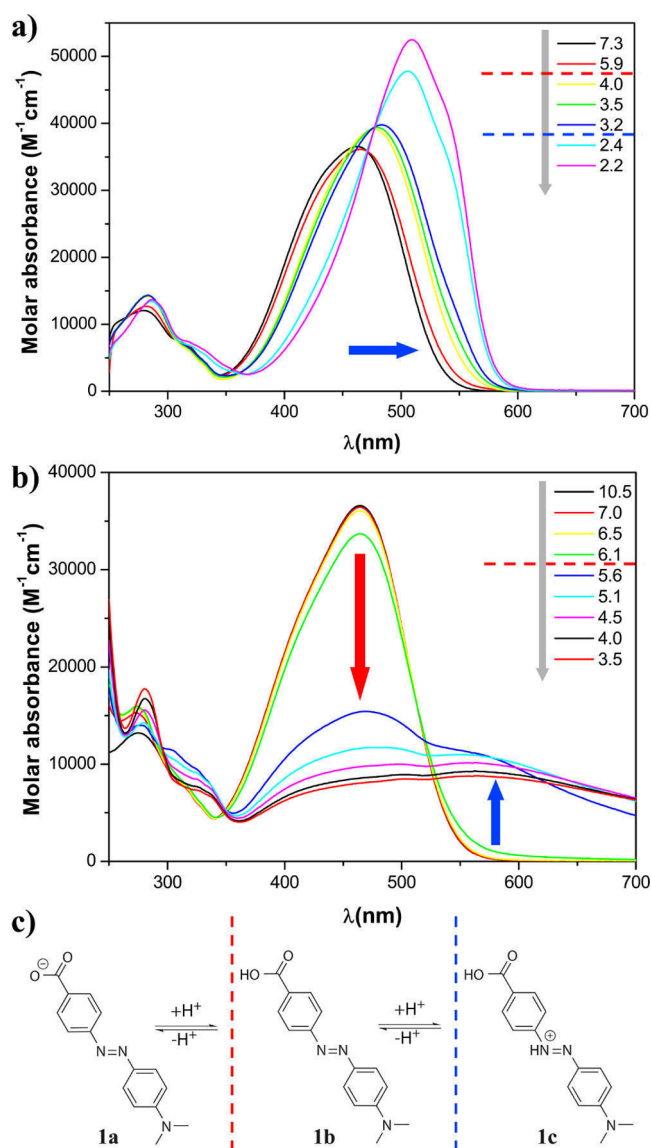 a)
Molar absorbance (M⁻¹cm⁻¹)
50000
40000
30000
20000
10000
0
7.3
5.9
4.0
3.5
3.2
2.4
2.2
300 400 500 600 700
λ(nm)
b)
Molar absorbance (M⁻¹cm⁻¹)
40000
30000
20000
10000
0
10.5
7.0
6.5
6.1
5.6
5.1
4.5
4.0
3.5
300 400 500 600 700
λ(nm)
c)
⊖ O O
N=N
N
+H⁺
-H⁺
1a
HO O
N=N
N
+H⁺
-H⁺
1b
HO O
⊕
HN=N
N
1c